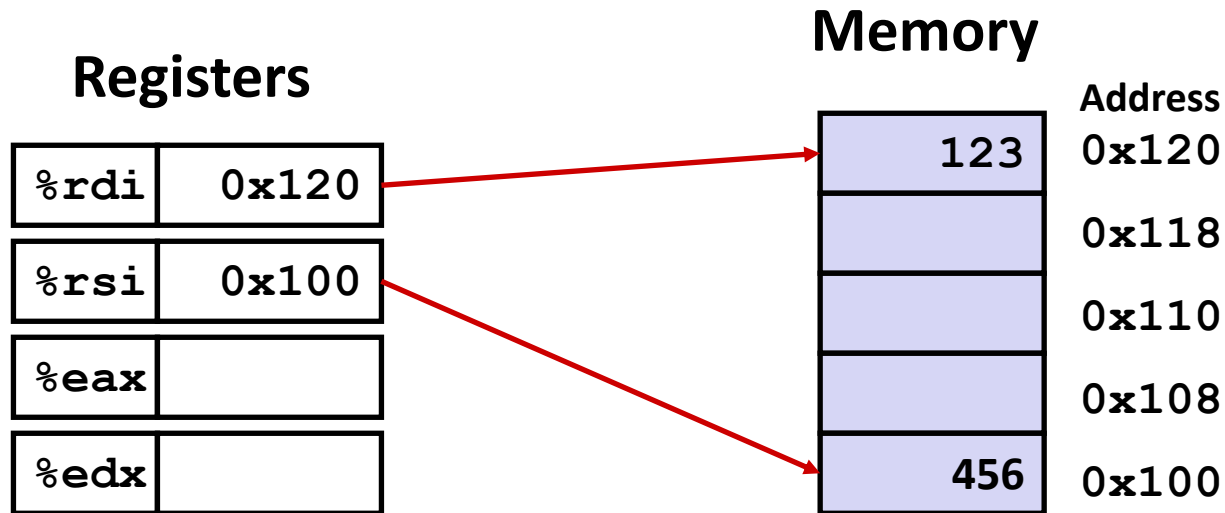 Registers
%rdi 0x120
%rsi 0x100
%eax
%edx
Memory
Address
123 0x120
0x118
0x110
0x108
456 0x100